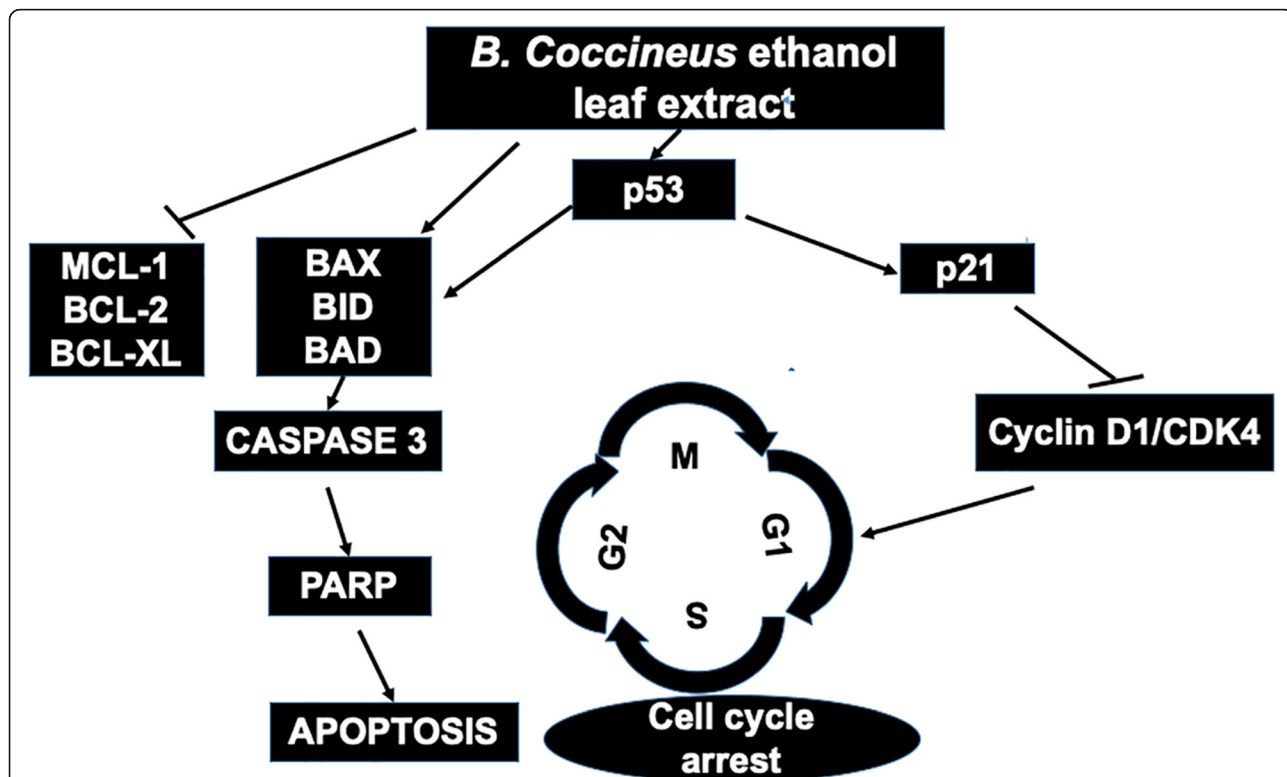 B. Coccineus ethanol
leaf extract
p53
MCL-1
BCL-2
BCL-XL
BAX
BID
BAD
p21
CASPASE 3
Cyclin D1/CDK4
M
G1
G2
S
PARP
APOPTOSIS
Cell cycle
arrest